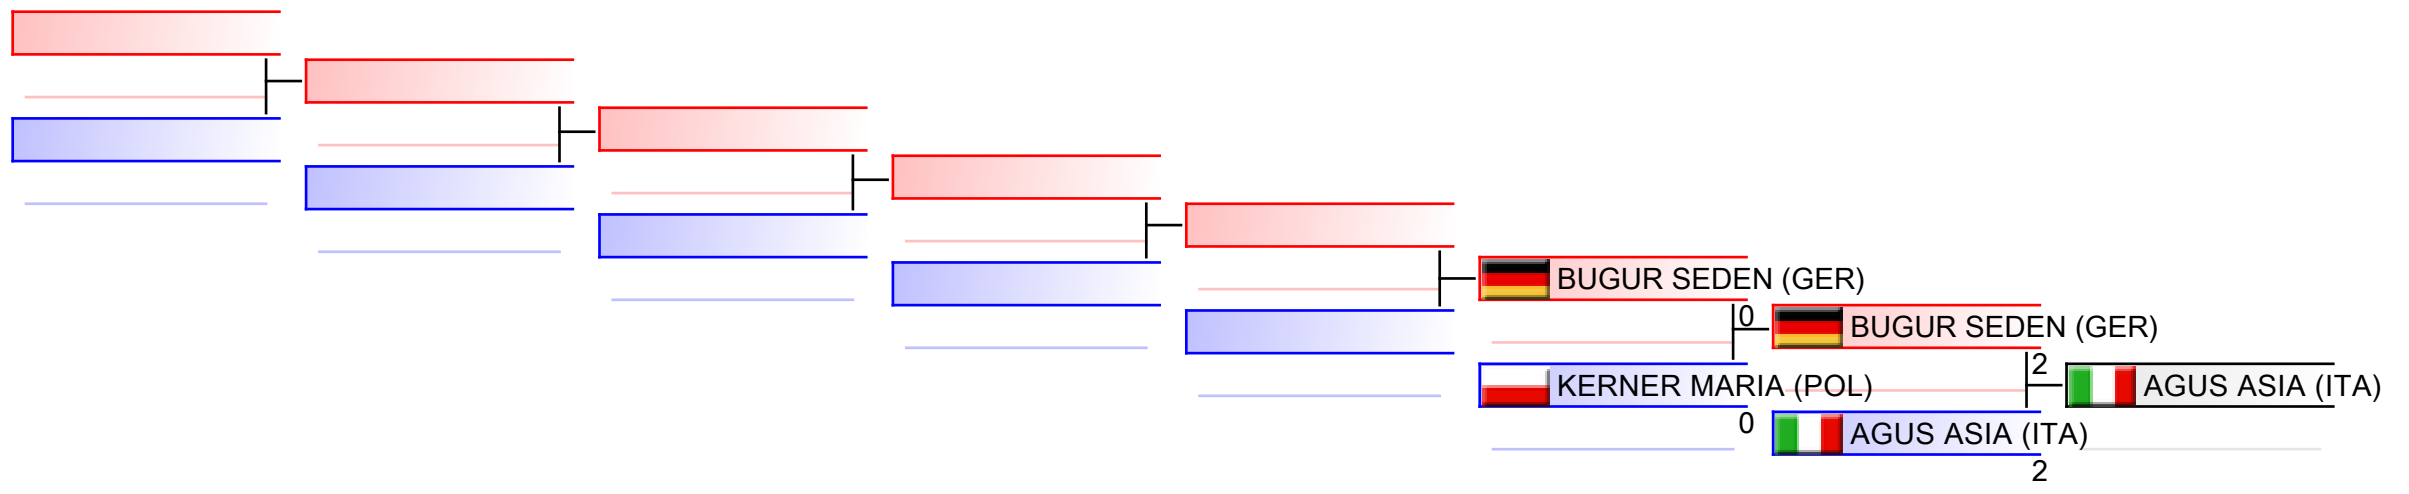 BUGUR SEDEN (GER)
0
BUGUR SEDEN (GER)
2
KERNER MARIA (POL)
AGUS ASIA (ITA)
0
AGUS ASIA (ITA)
2